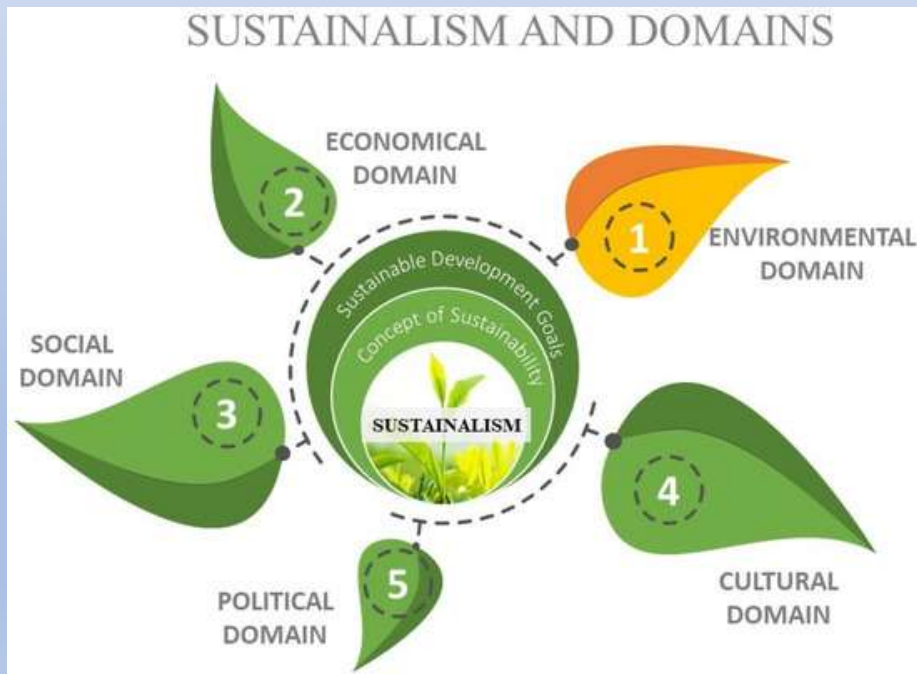 SUSTAINALISM AND DOMAINS
1
ENVIRONMENTAL
DOMAIN
2
ECONOMICAL
DOMAIN
3
SOCIAL
DOMAIN
4
CULTURAL
DOMAIN
5
POLITICAL
DOMAIN
Sustainable Development Goals
Concept of Sustainability
SUSTAINALISM